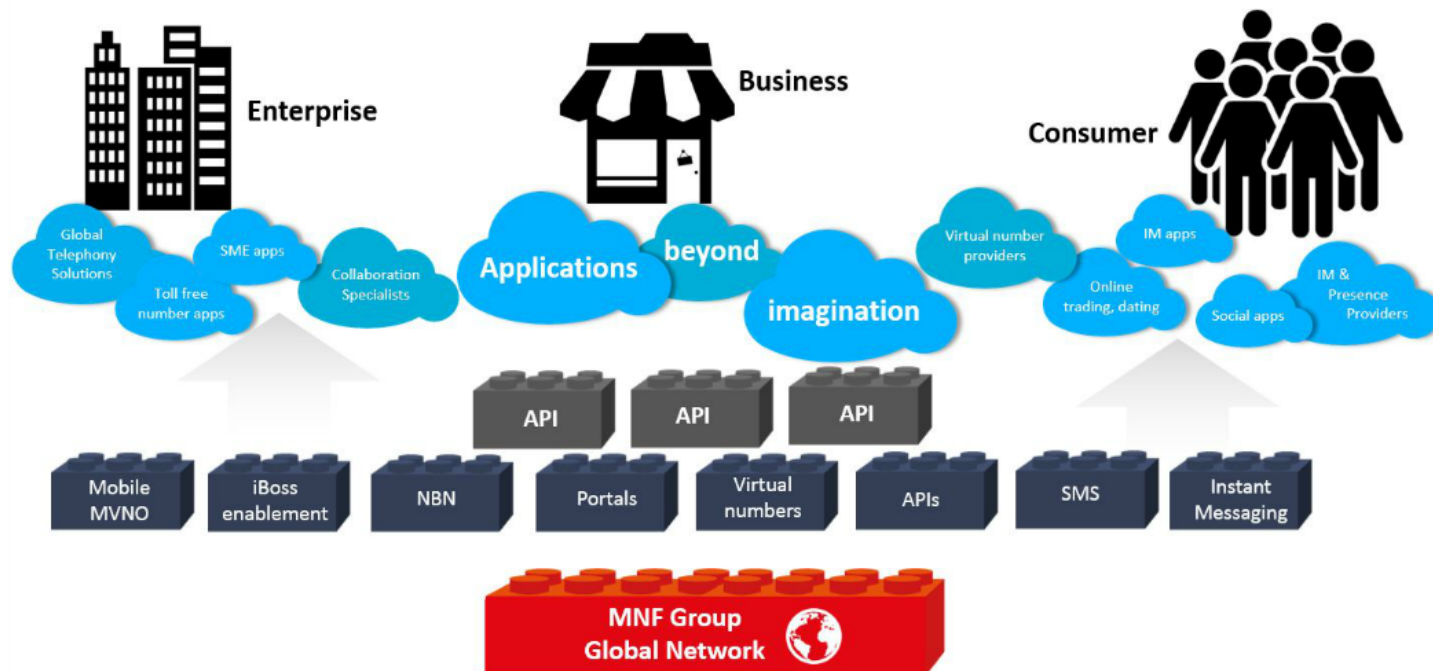 Enterprise
Business
Consumer
Global
Telephony
Solutions
SME apps
Toll free
number apps
Collaboration
Specialists
Applications
beyond
imagination
Virtual number
providers
IM apps
Online
trading, dating
Social apps
IM &
Presence
Providers
API
API
API
Mobile
MVNO
iBoss
enablement
NBN
Portals
Virtual
numbers
APIs
SMS
Instant
Messaging
MNF Group
Global Network